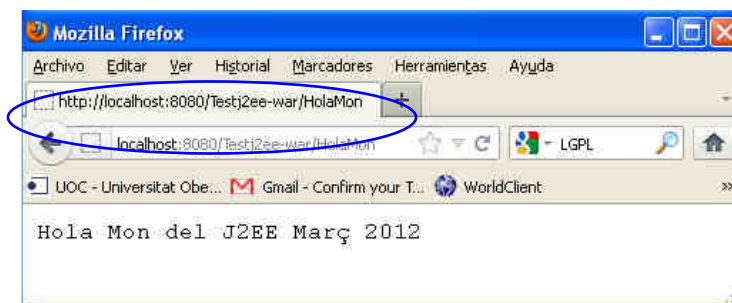 Mozilla Firefox
Archivo Editar Ver Historial Marcadores Herramientas Ayuda
http://localhost:8080/Testj2ee-war/HolaMon +
localhost:8080/Testj2ee-war/HolaMon LGPL
UOC - Universitat Obe... Gmail - Confirm your T... WorldClient »
Hola Mon del J2EE Març 2012